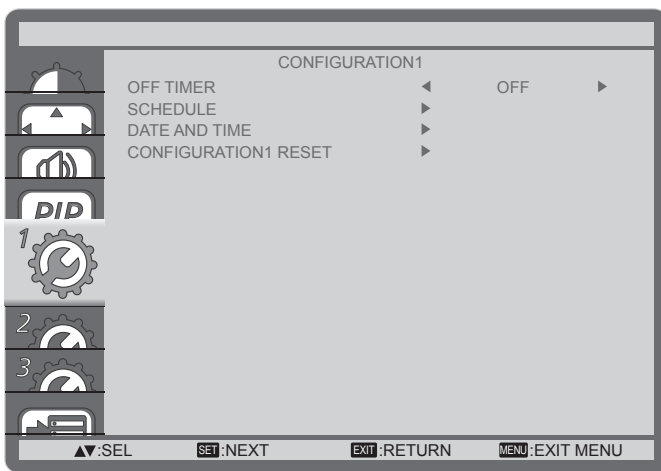 CONFIGURATION1
OFF TIMER ◀ OFF ▶
SCHEDULE ▶
DATE AND TIME ▶
CONFIGURATION1 RESET ▶
PIP
1
2
3
▲▼:SEL SET:NEXT EXIT:RETURN MENU:EXIT MENU